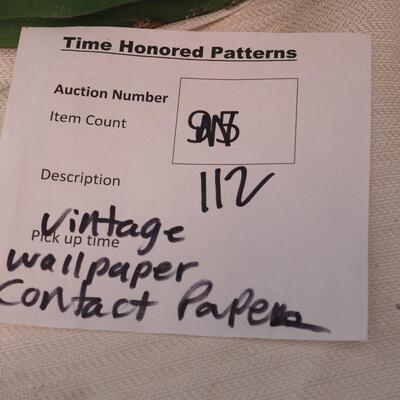 Time Honored Patterns
Auction Number
Item Count
Description 112
vintage
Pick up time
wallpaper
Contact Paper